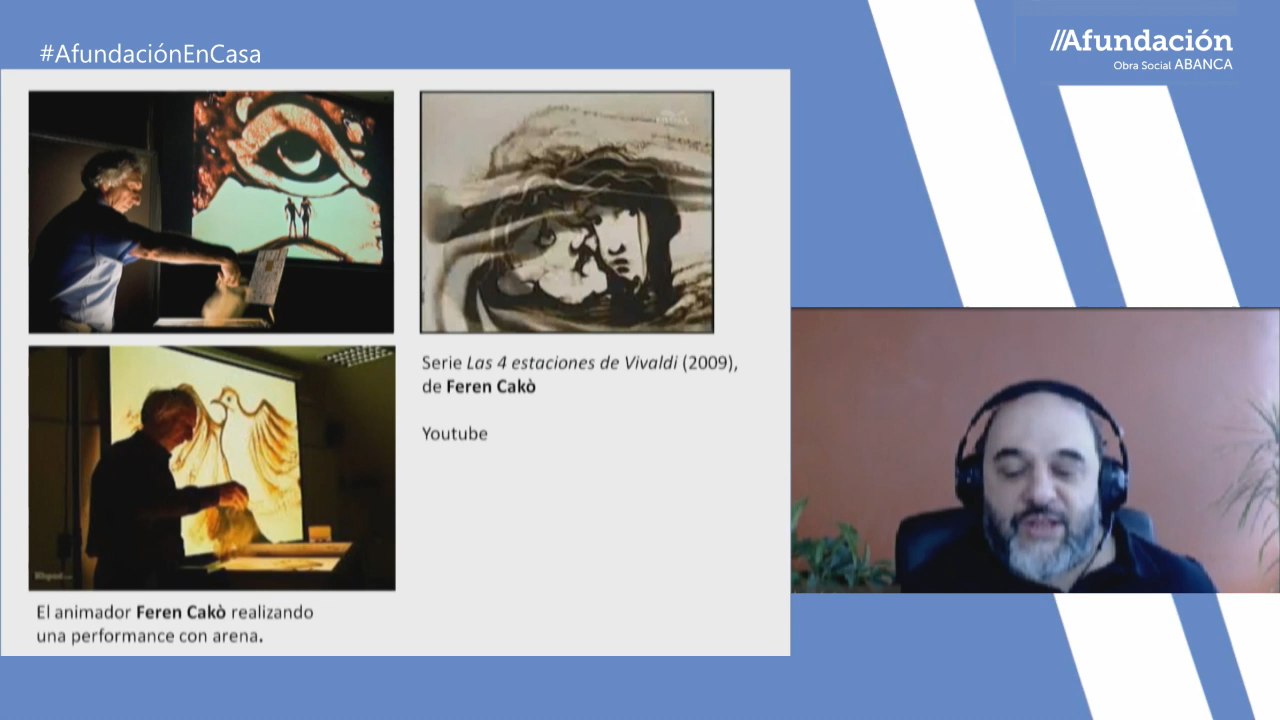 #AfundaciónEnCasa
//Afundación
Obra Social ABANCA
Serie Las 4 estaciones de Vivaldi (2009),
de Feren Cakò
Youtube
El animador Feren Cakò realizando
una performance con arena.